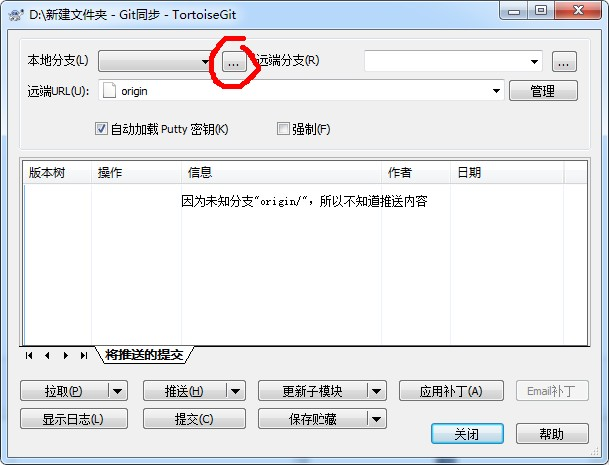 D:\新建文件夹 - Git同步 - TortoiseGit
本地分支(L) ... 远端分支(R) ...
远端URL(U): origin 管理
自动加载 Putty 密钥(K) 强制(F)
版本树 操作 信息 作者 日期
因为未知分支"origin/", 所以不知道推送内容
将推送的提交
拉取(P) 推送(H) 更新子模块 应用补丁(A) Email补丁
显示日志(L) 提交(C) 保存贮藏
关闭 帮助